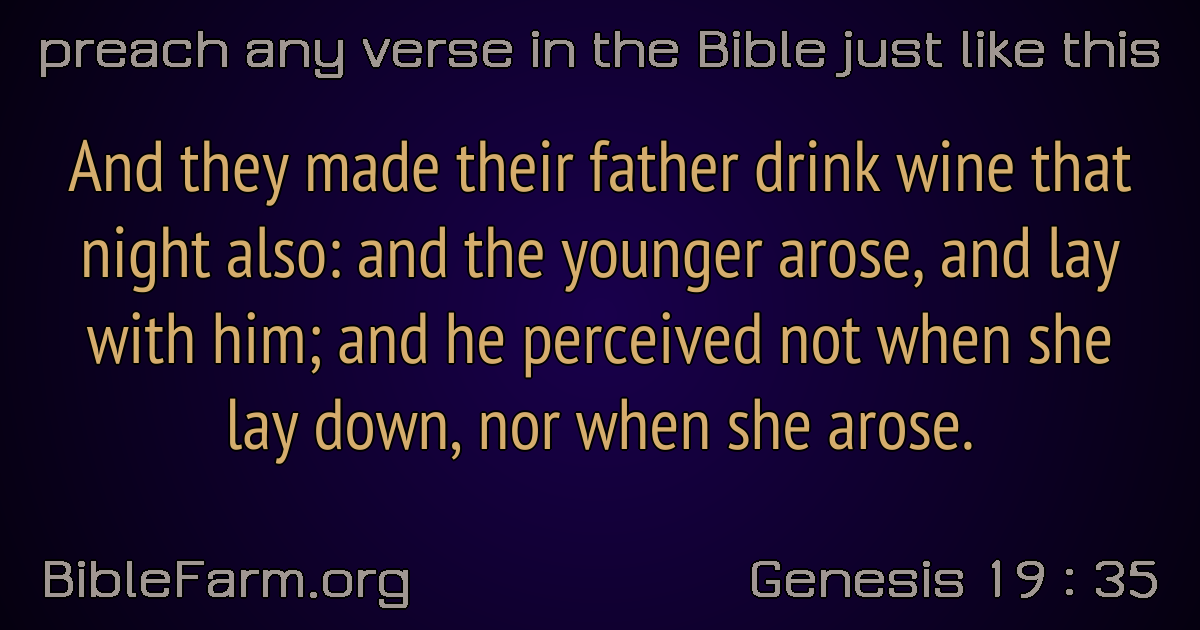 preach any verse in the Bible just like this
And they made their father drink wine that
night also: and the younger arose, and lay
with him; and he perceived not when she
lay down, nor when she arose.
BibleFarm.org
Genesis 19 : 35